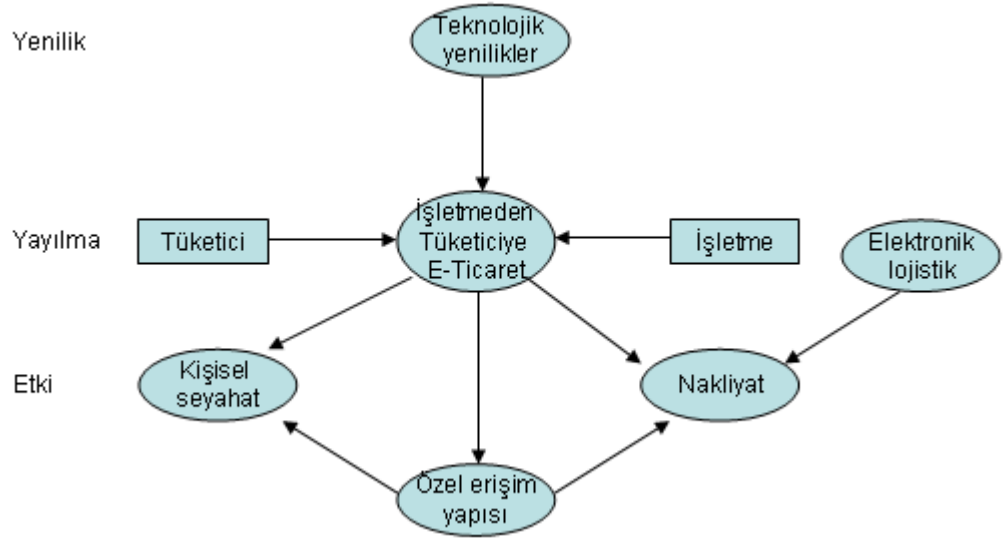 Yenilik
Teknolojik
yenilikler
Yayılma
Tüketici
İşletmeden
Tüketiciye
E-Ticaret
İşletme
Elektronik
lojistik
Etki
Kişisel
seyahat
Nakliyat
Özel erişim
yapısı